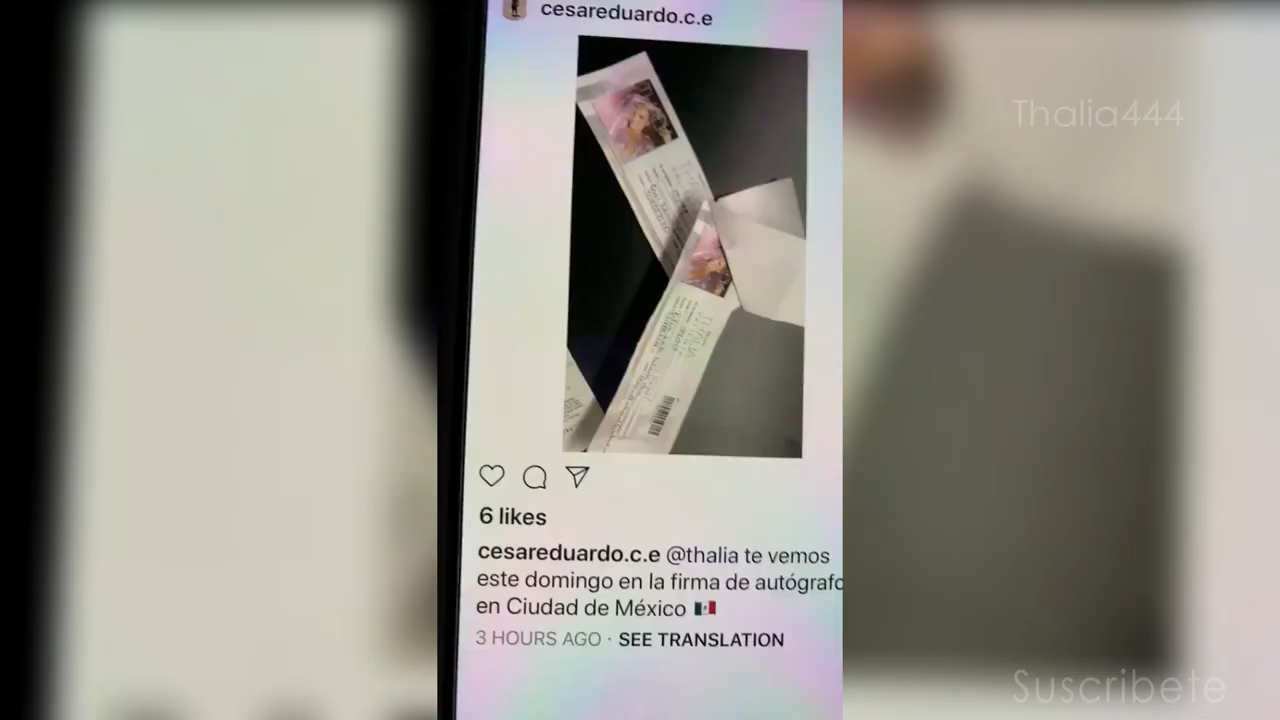 cesareduardo.c.e
Thalia444
6 likes
cesareduardo.c.e @thalia te vemos
este domingo en la firma de autógrafo
en Ciudad de México 🇲🇽
3 HOURS AGO · SEE TRANSLATION
Suscribete